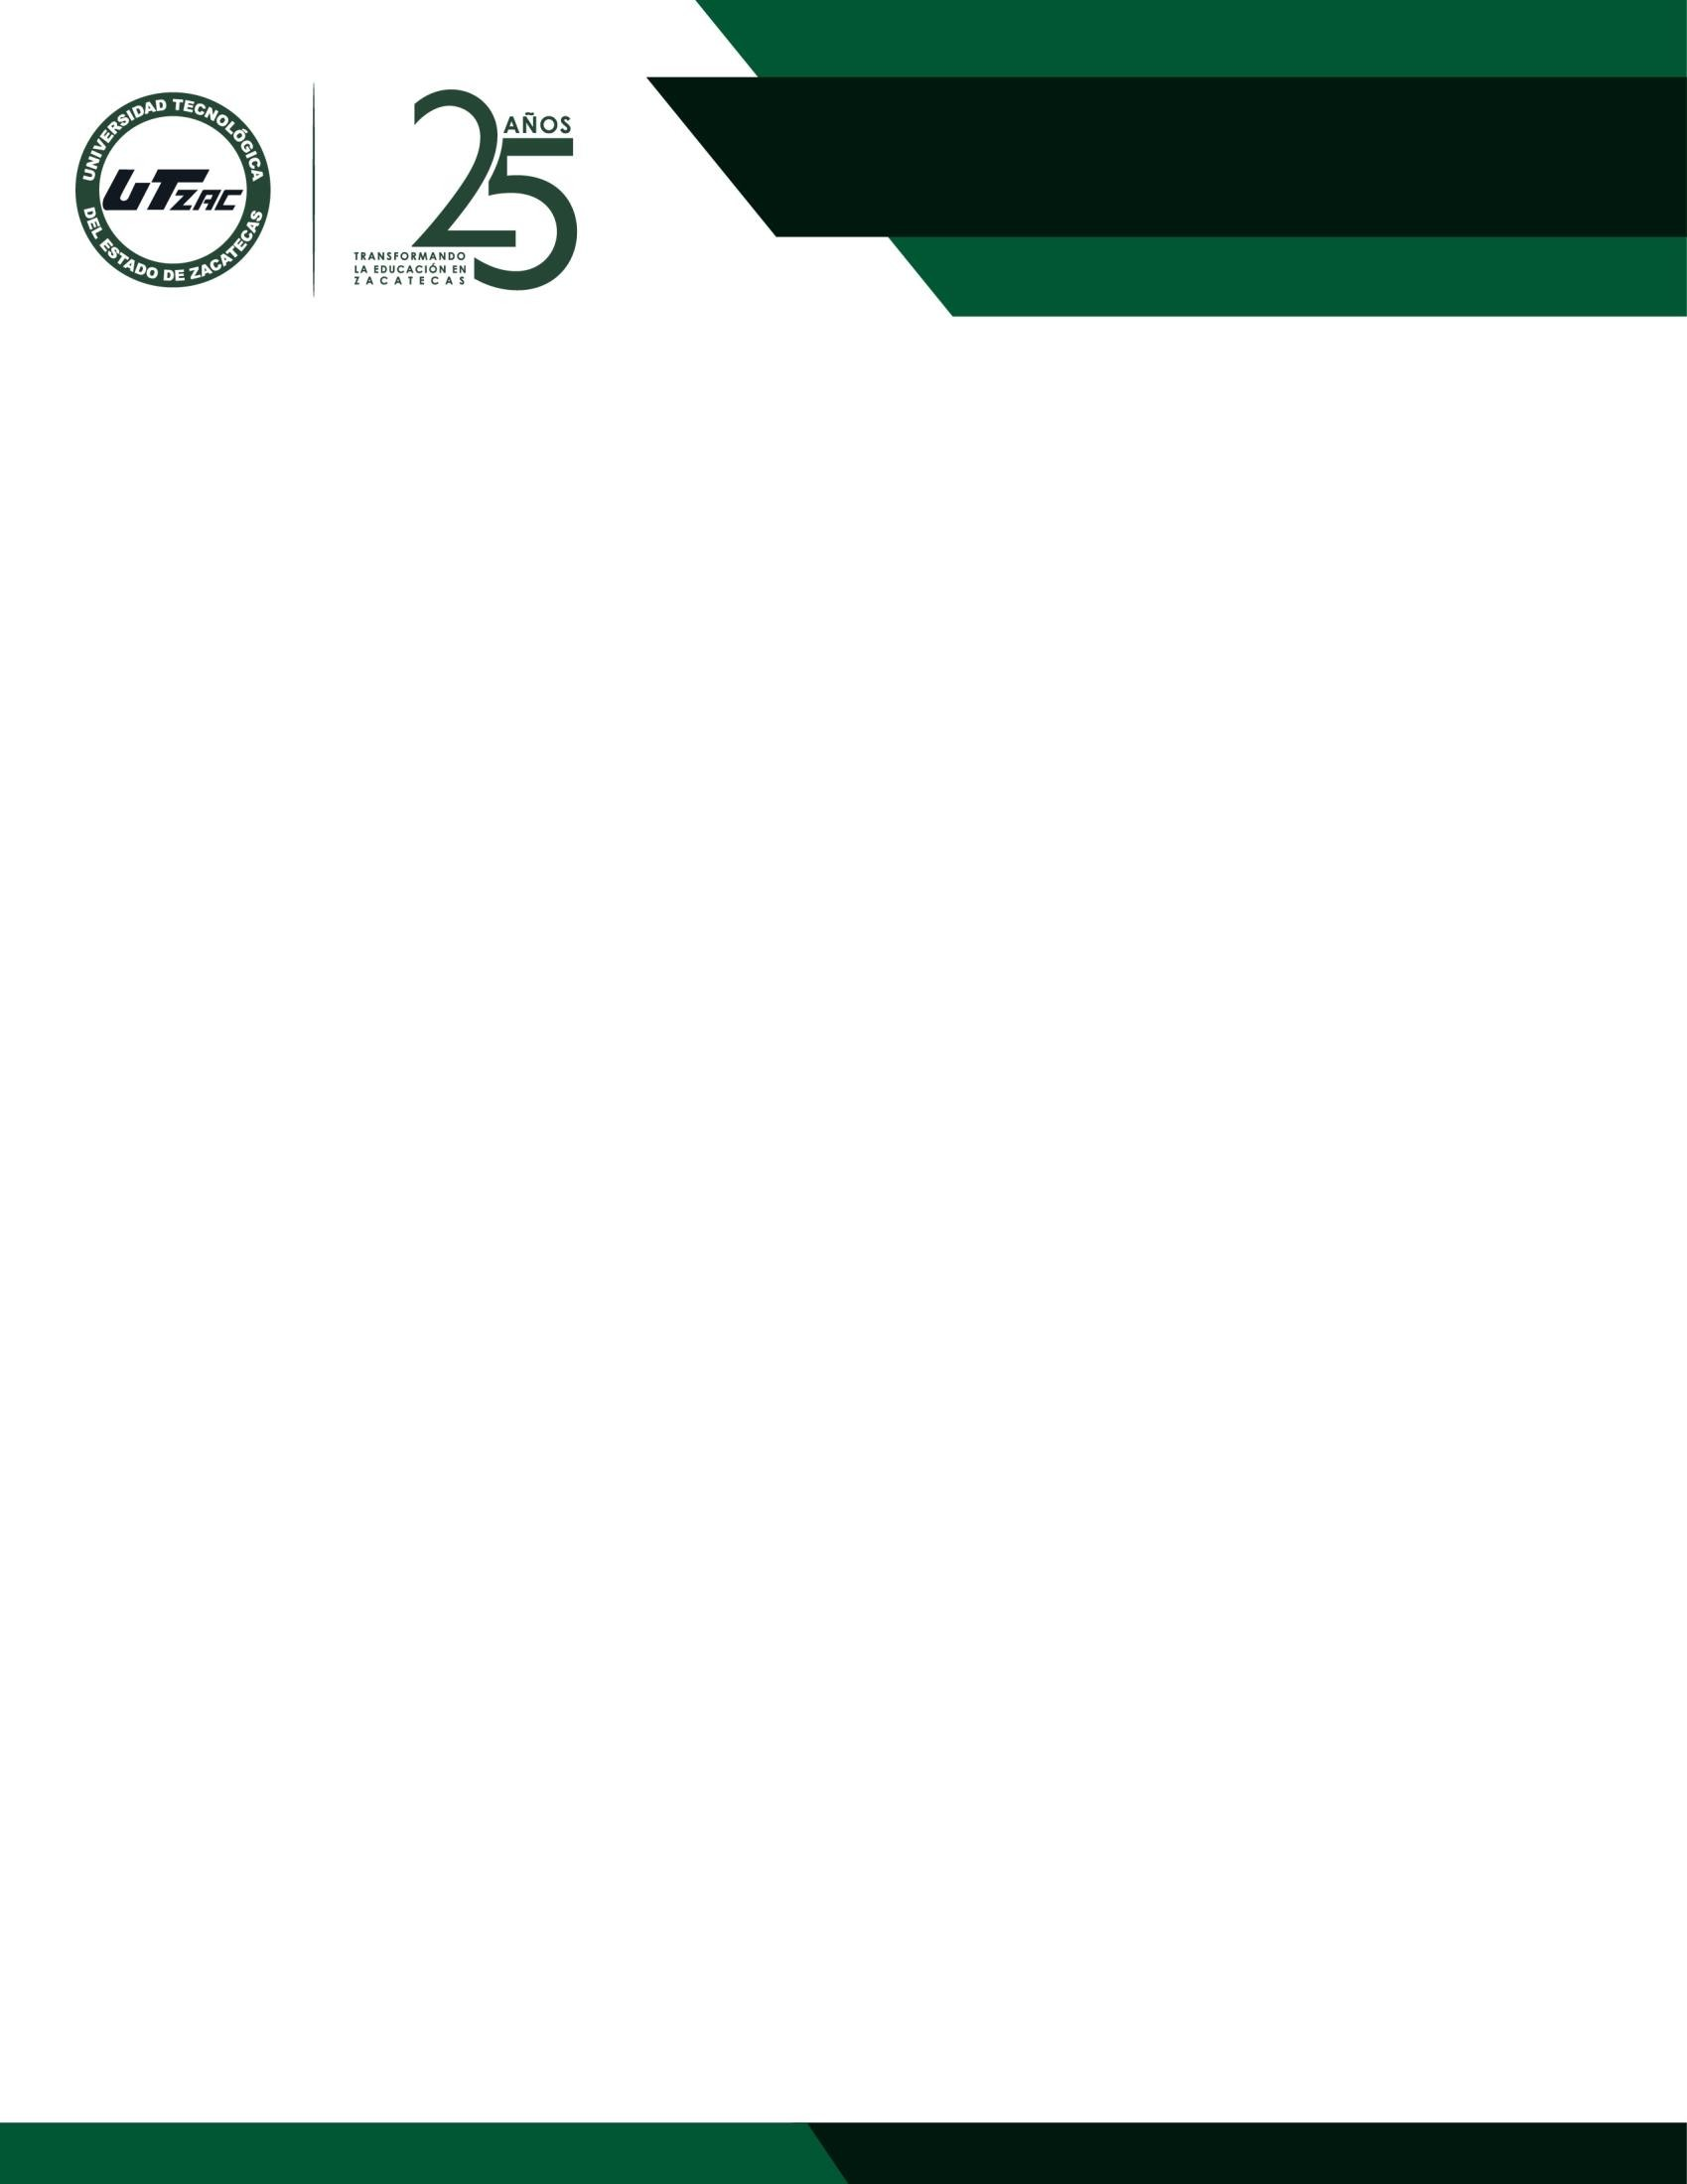 UNIVERSIDAD TECNOLÓGICA
DEL ESTADO DE ZACATECAS
UTZAC
25
AÑOS
TRANSFORMANDO
LA EDUCACIÓN EN
ZACATECAS